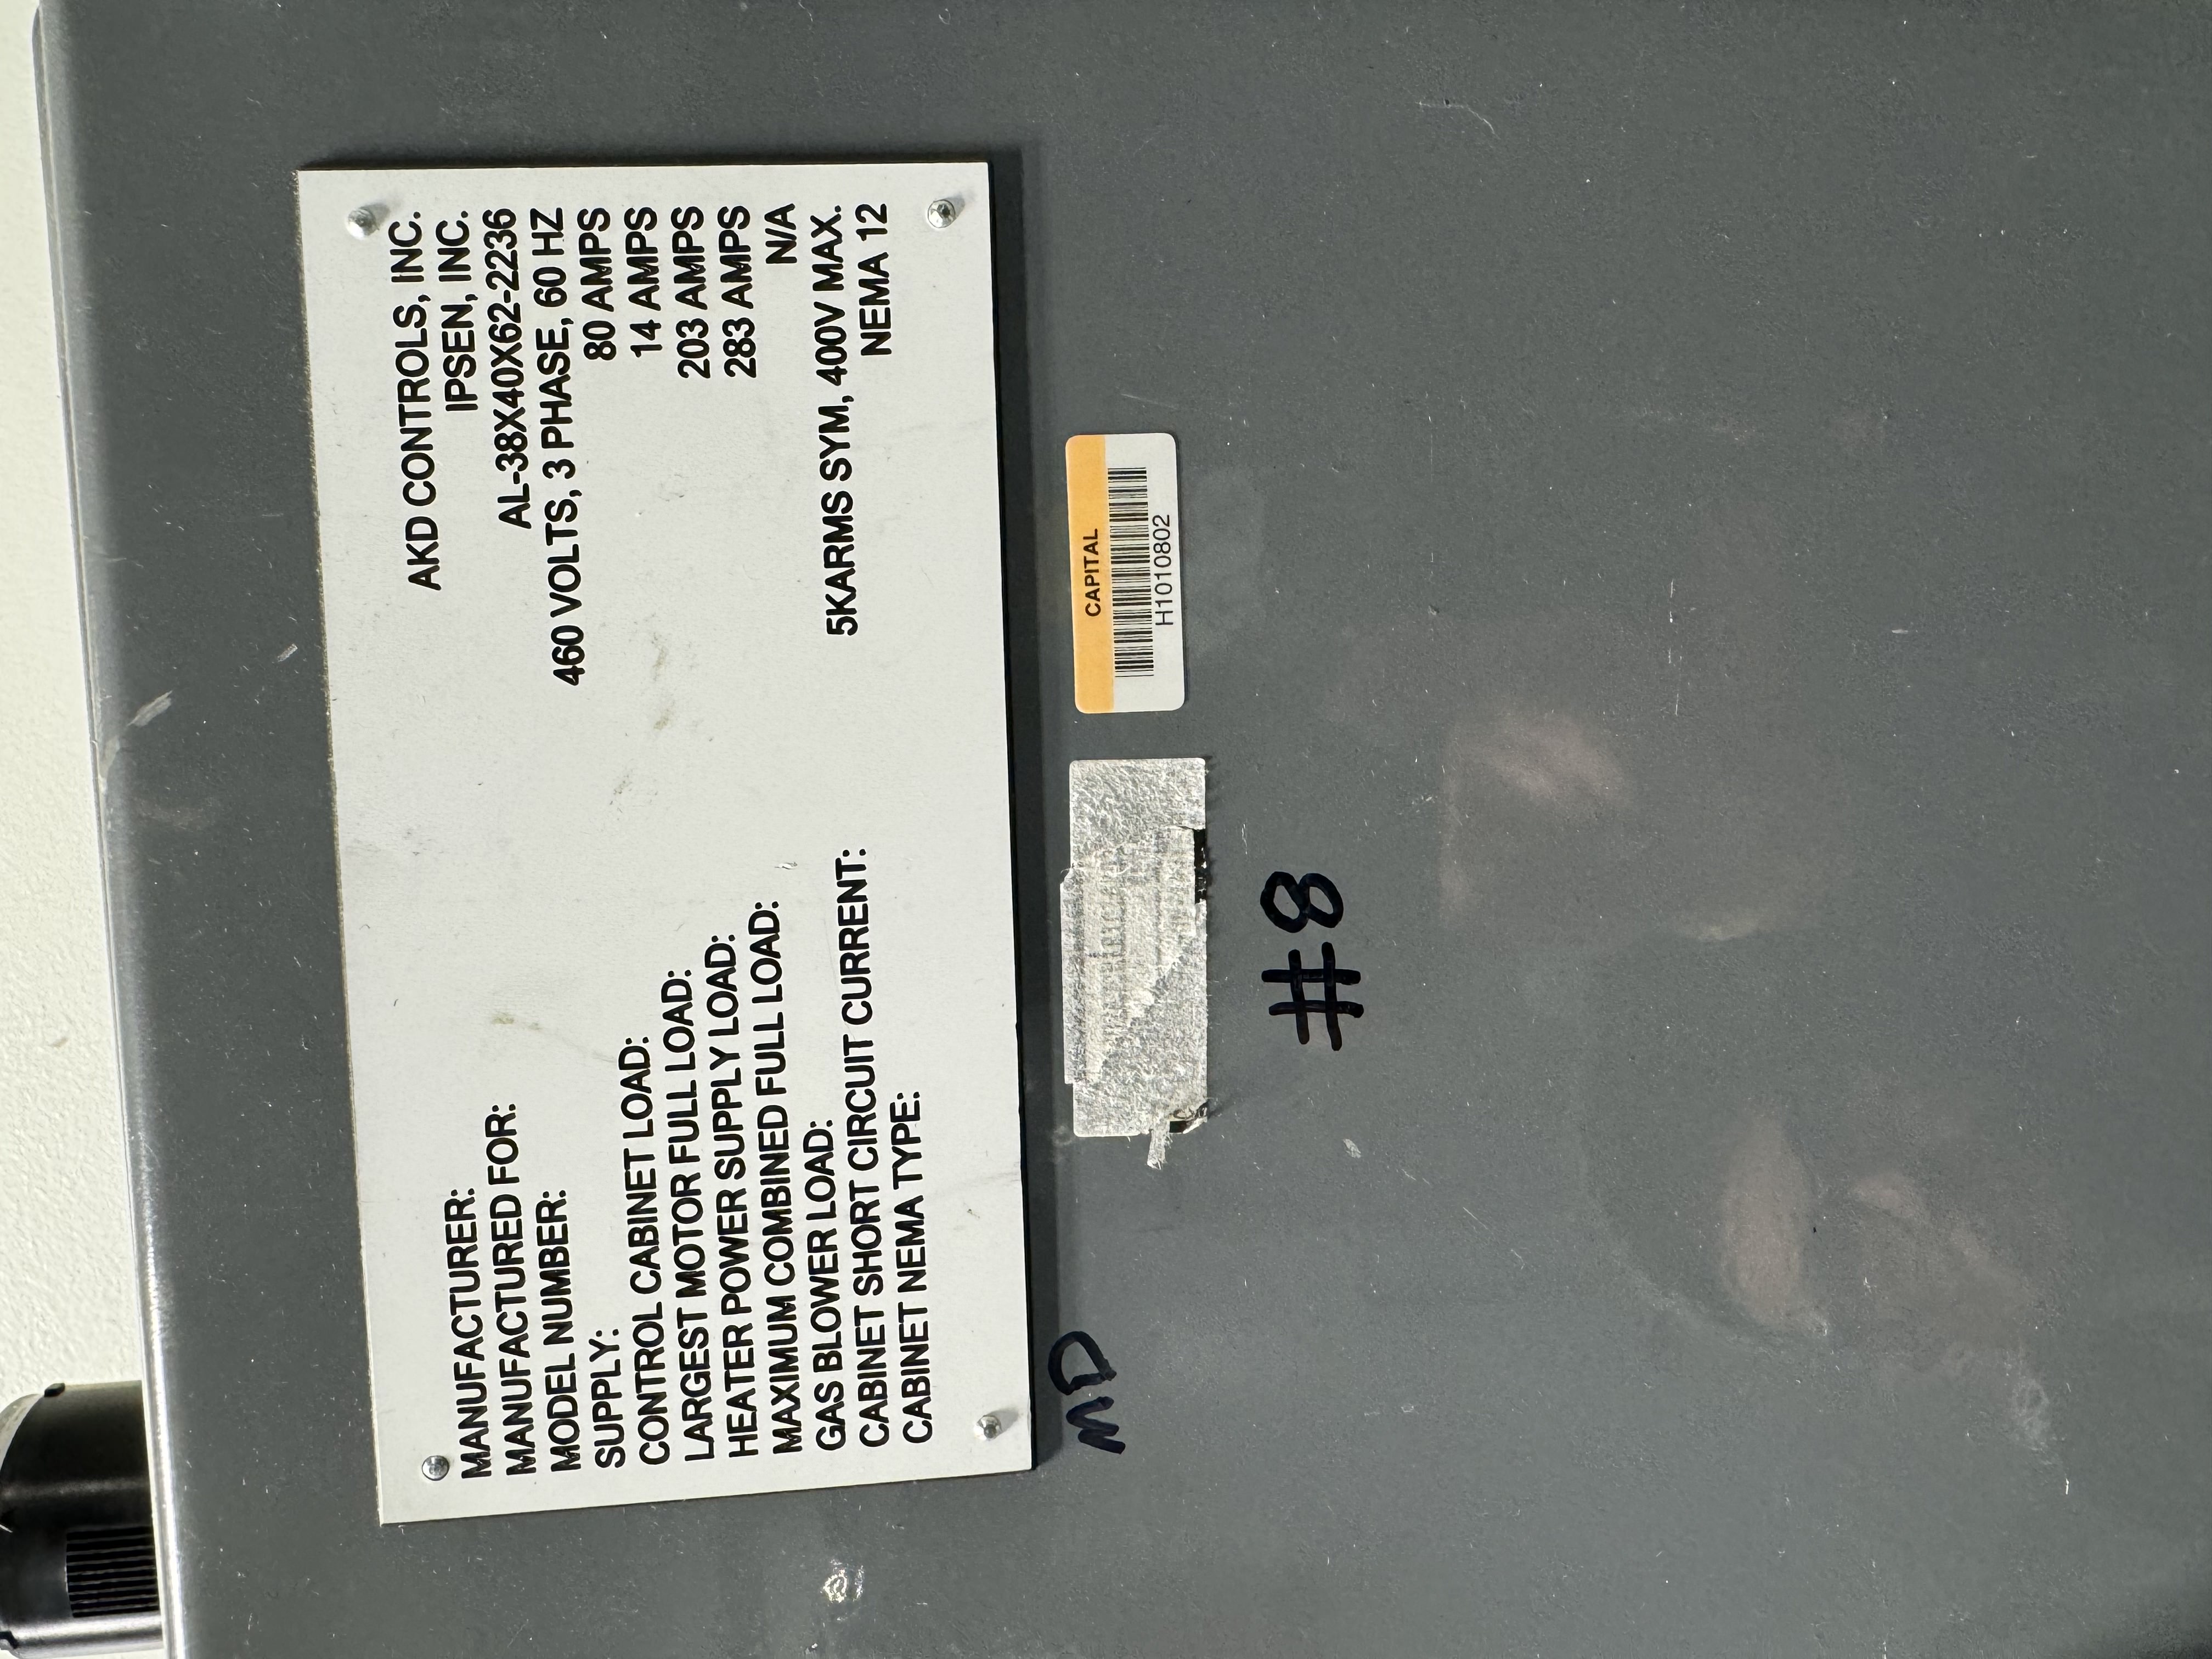 MANUFACTURER: AKD CONTROLS, INC.
MANUFACTURED FOR: IPSEN, INC.
MODEL NUMBER: AL-38X40X62-2236
SUPPLY: 460 VOLTS, 3 PHASE, 60 HZ
CONTROL CABINET LOAD: 80 AMPS
LARGEST MOTOR FULL LOAD: 14 AMPS
HEATER POWER SUPPLY LOAD: 203 AMPS
MAXIMUM COMBINED FULL LOAD: 283 AMPS
GAS BLOWER LOAD: N/A
CABINET SHORT CIRCUIT CURRENT: 5KARMS SYM, 400V MAX.
CABINET NEMA TYPE: NEMA 12
MD
CAPITAL
H1010802
#8